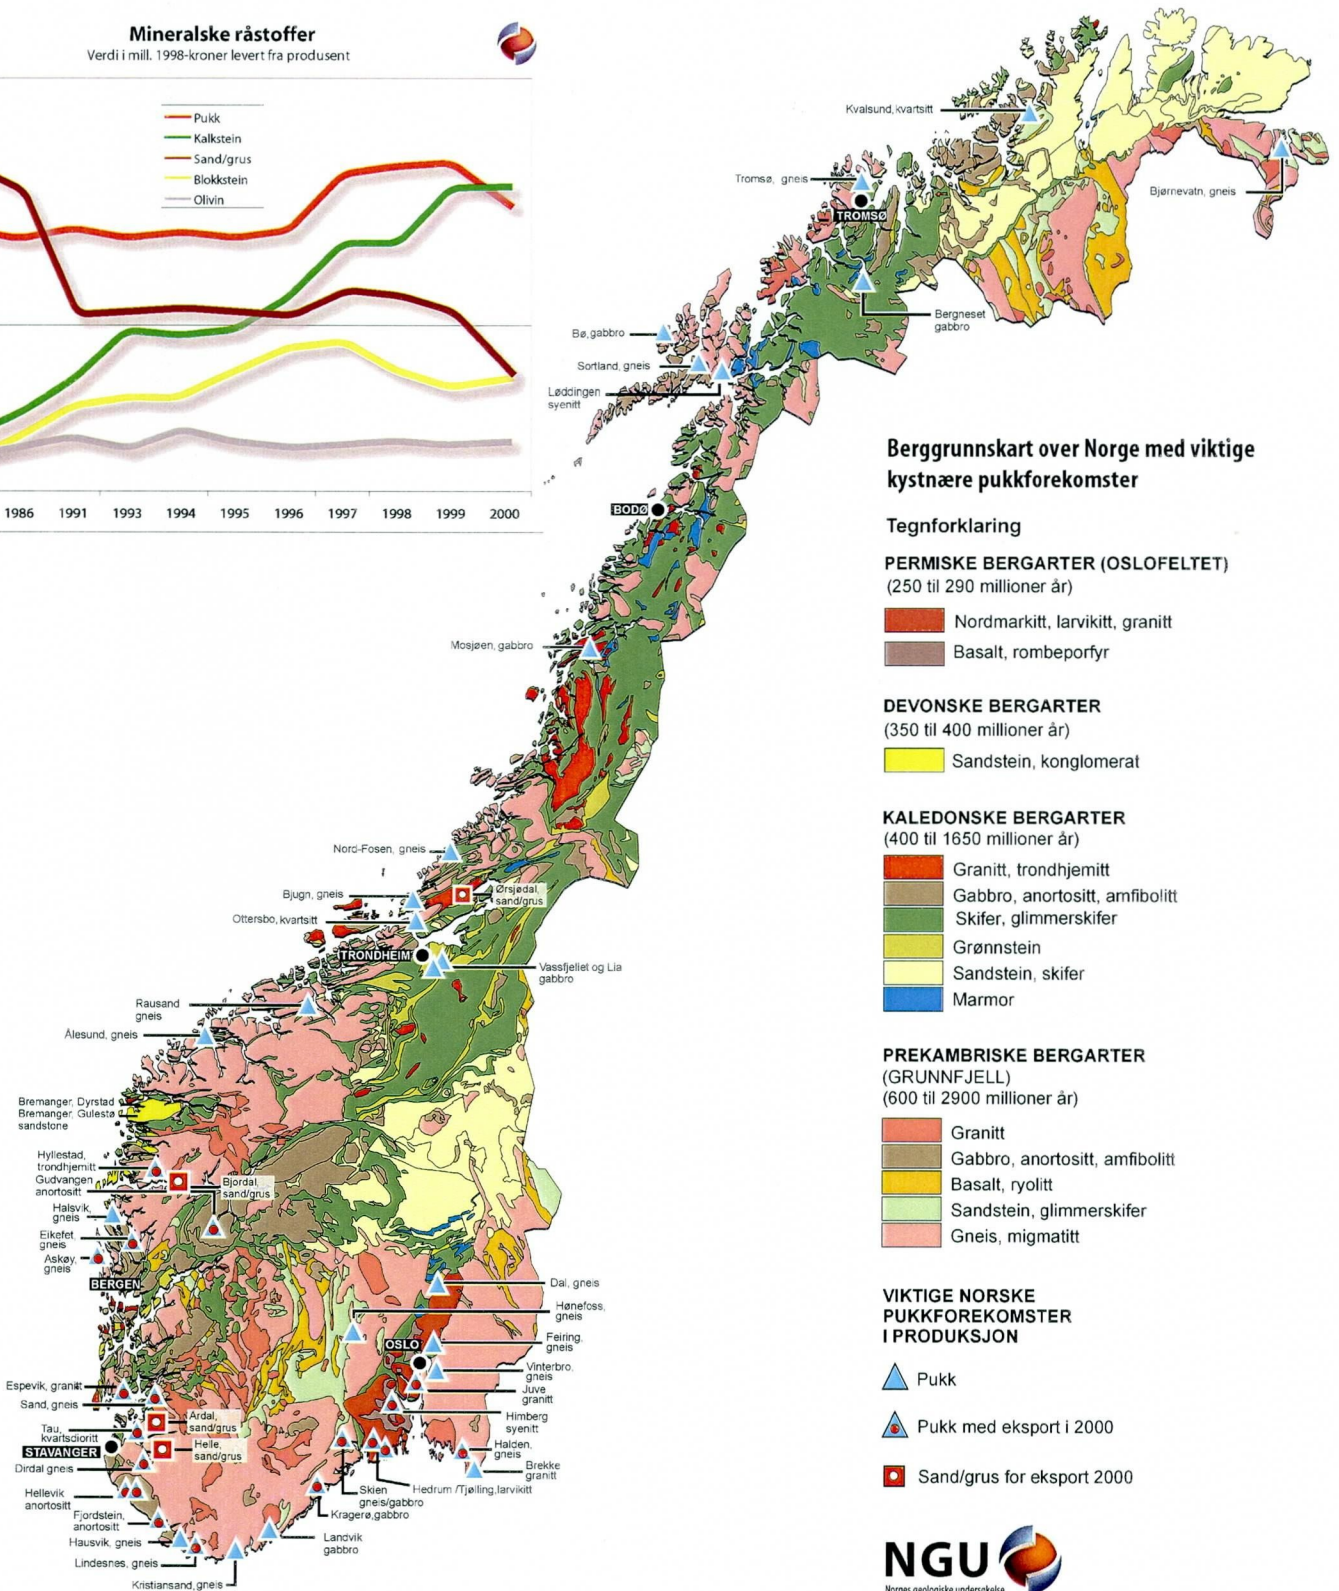 Mineralske råstoffer
Verdi i mill. 1998-kroner levert fra produsent
Pukk
Kalkstein
Sand/grus
Blokkstein
Olivin
1986 1991 1993 1994 1995 1996 1997 1998 1999 2000
Kvalsund, kvartsitt
Tromsø, gneis
TROMSØ
Bjørnevatn, gneis
Bergneset
gabbro
Bø, gabbro
Sortland, gneis
Løddingen
syenitt
BODØ
Mosjøen, gabbro
Nord-Fosen, gneis
Bjugn, gneis
Ørsjødal,
sand/grus
Ottersbo, kvartsitt
TRONDHEIM
Vassfjellet og Lia
gabbro
Rausand
gneis
Ålesund, gneis
Bremanger, Dyrstad
Bremanger, Gulestø
sandstone
Hyllestad,
trondhjemitt
Gudvangen
anortositt
Bjordal,
sand/grus
Halsvik,
gneis
Eikefet,
gneis
Askøy,
gneis
BERGEN
Dal, gneis
Hønefoss,
gneis
OSLO
Feiring,
gneis
Vinterbro,
gneis
Juve
granitt
Himberg
syenitt
Halden,
gneis
Brekke
granitt
Espevik, granitt
Sand, gneis
Ardal,
sand/grus
Tau,
kvartsdioritt
STAVANGER
Helle,
sand/grus
Dirdal gneis
Hellevik
anortositt
Fjordstein,
anortositt
Hausvik, gneis
Lindesnes, gneis
Kristiansand, gneis
Landvik
gabbro
Kragerø, gabbro
Skien
gneis/gabbro
Hedrum /Tjølling, larvikitt
Berggrunnskart over Norge med viktige
kystnære pukkforekomster
Tegnforklaring
PERMISKE BERGARTER (OSLOFELTET)
(250 til 290 millioner år)
Nordmarkitt, larvikitt, granitt
Basalt, rombeporfyr
DEVONSKE BERGARTER
(350 til 400 millioner år)
Sandstein, konglomerat
KALEDONSKE BERGARTER
(400 til 1650 millioner år)
Granitt, trondhjemitt
Gabbro, anortositt, amfibolitt
Skifer, glimmerskifer
Grønnstein
Sandstein, skifer
Marmor
PREKAMBRISKE BERGARTER
(GRUNNFJELL)
(600 til 2900 millioner år)
Granitt
Gabbro, anortositt, amfibolitt
Basalt, ryolitt
Sandstein, glimmerskifer
Gneis, migmatitt
VIKTIGE NORSKE
PUKKFOREKOMSTER
I PRODUKSJON
Pukk
Pukk med eksport i 2000
Sand/grus for eksport 2000
NGU
Norges geologiske undersøkelse